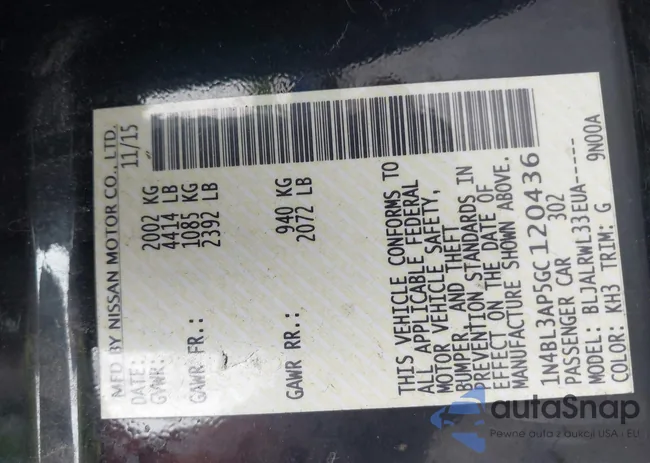 MFD BY NISSAN MOTOR CO., LTD.
DATE: 11/15
GVWR: 2002 KG
4414 LB
GAWR FR.: 1085 KG
2392 LB
GAWR RR.: 940 KG
2072 LB
THIS VEHICLE CONFORMS TO
ALL APPLICABLE FEDERAL
MOTOR VEHICLE SAFETY,
BUMPER, AND THEFT
PREVENTION STANDARDS IN
EFFECT ON THE DATE OF
MANUFACTURE SHOWN ABOVE.
1N4BL3AP5GC120436
PASSENGER CAR 302
MODEL: BLJALRWL33EUA-----
COLOR: KH3 TRIM: G 9N00A
autaSnap
Pewne auta z aukcji USA i EU